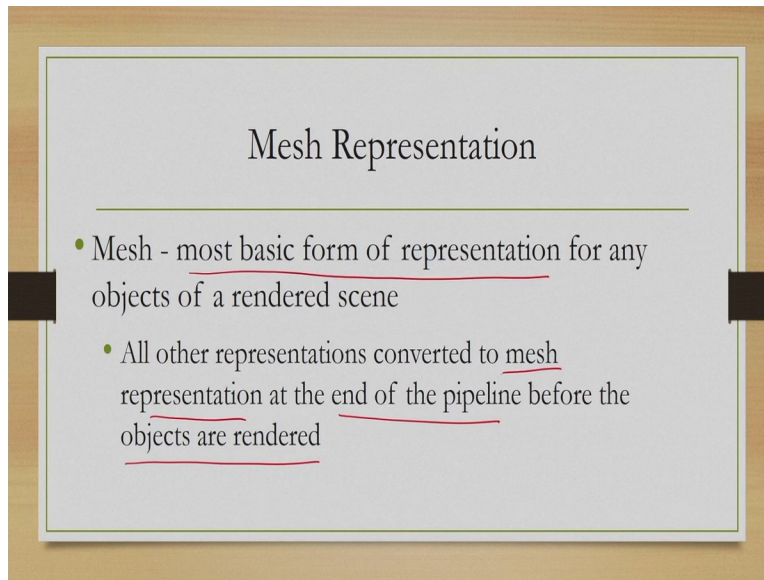 Mesh Representation
• Mesh - most basic form of representation for any
objects of a rendered scene
• All other representations converted to mesh
representation at the end of the pipeline before the
objects are rendered